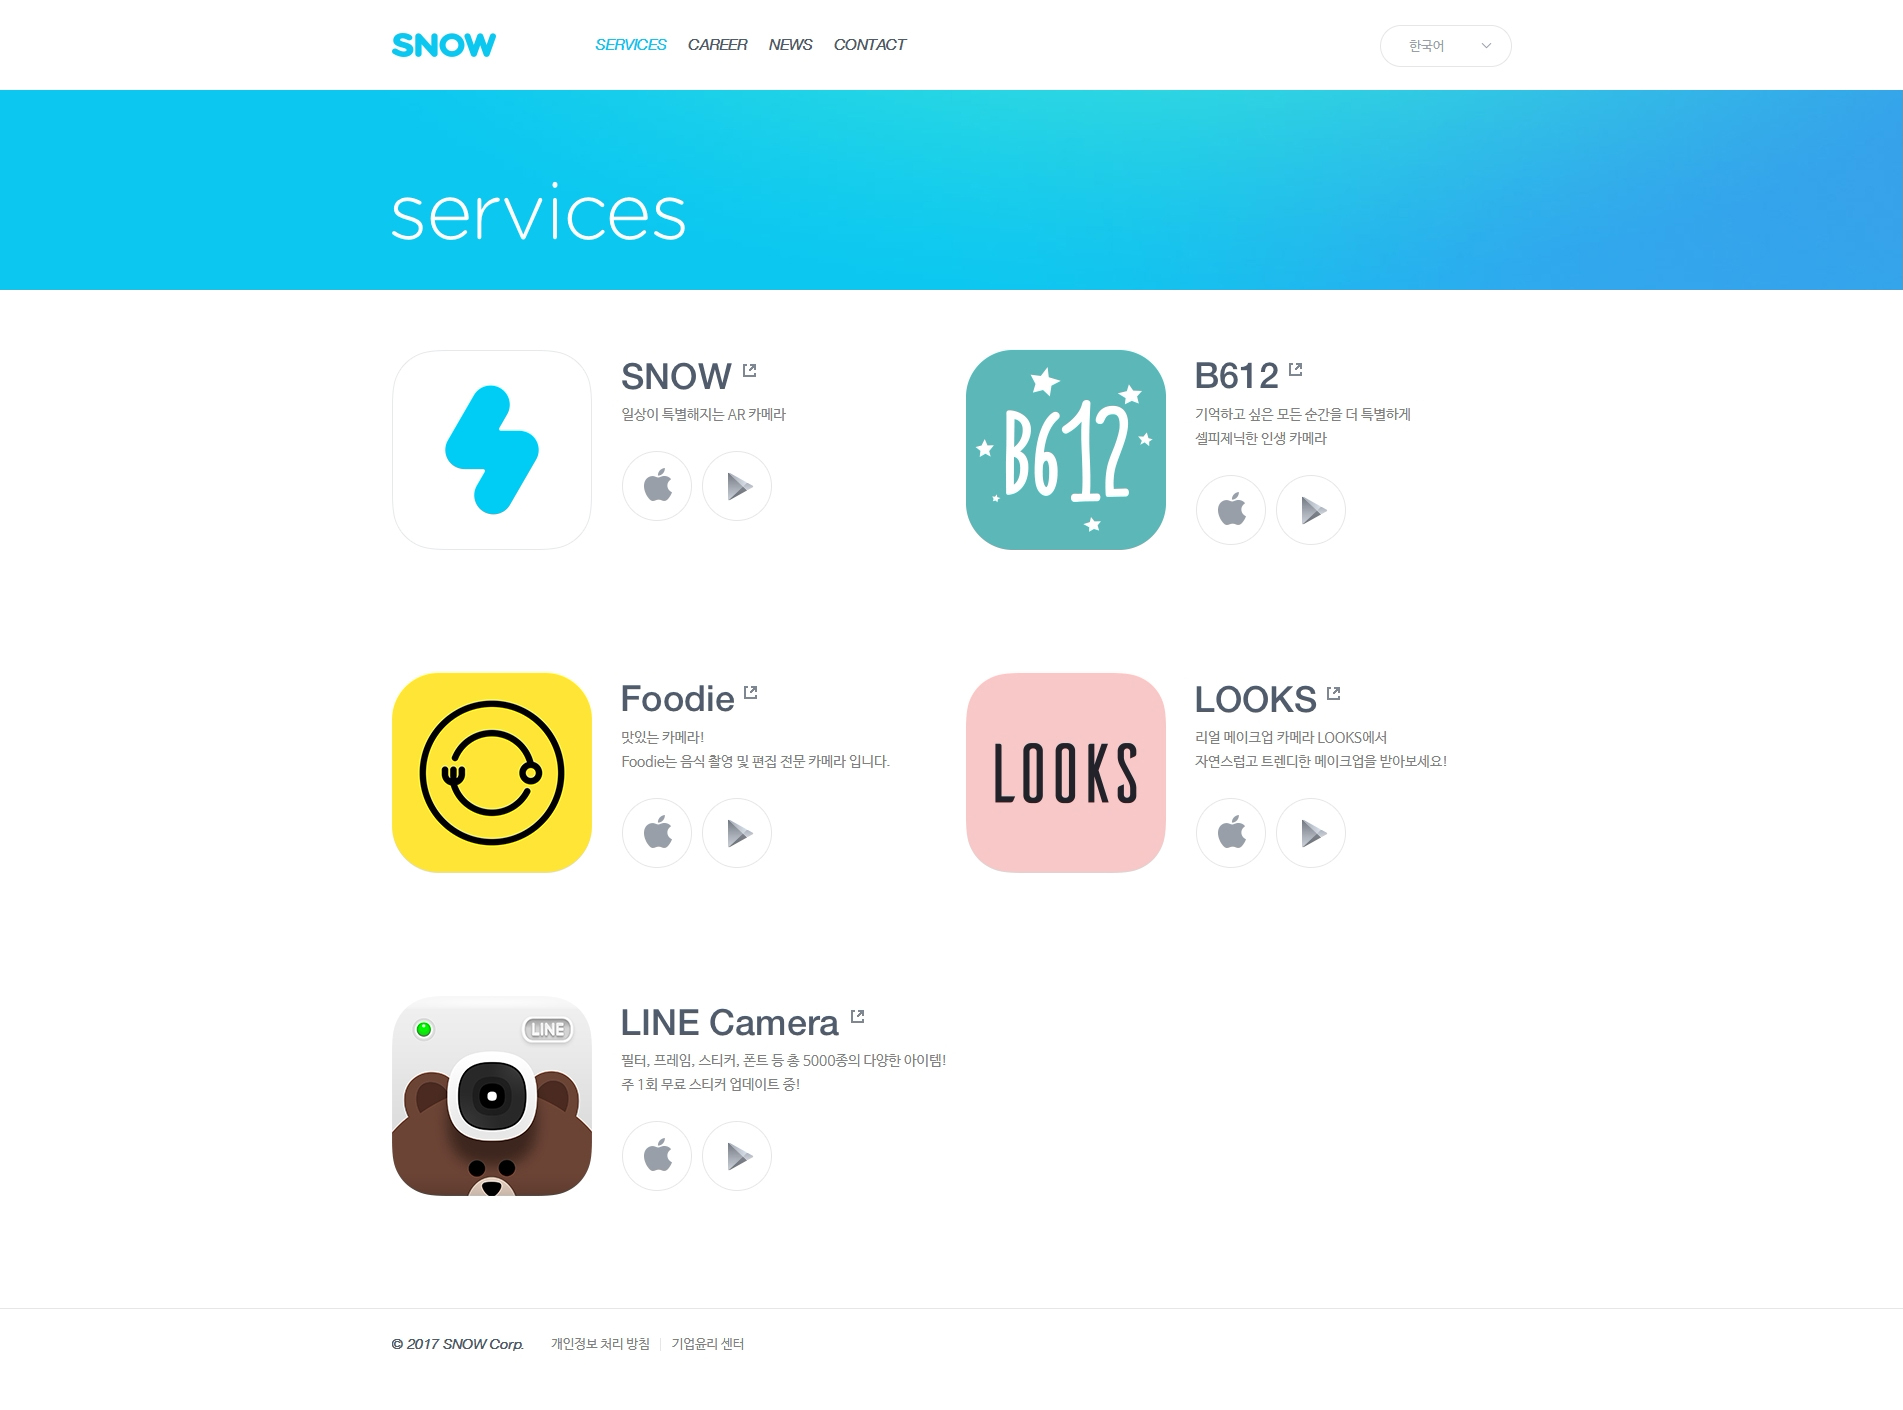 SNOW
SERVICES CAREER NEWS CONTACT
한국어
services
SNOW
일상이 특별해지는 AR 카메라
B612
B612
기억하고 싶은 모든 순간을 더 특별하게
셀피제닉한 인생 카메라
Foodie
맛있는 카메라!
Foodie는 음식 촬영 및 편집 전문 카메라 입니다.
LOOKS
LOOKS
리얼 메이크업 카메라 LOOKS에서
자연스럽고 트렌디한 메이크업을 받아보세요!
LINE
LINE Camera
필터, 프레임, 스티커, 폰트 등 총 5000종의 다양한 아이템!
주 1회 무료 스티커 업데이트 중!
© 2017 SNOW Corp. 개인정보 처리 방침 기업윤리 센터